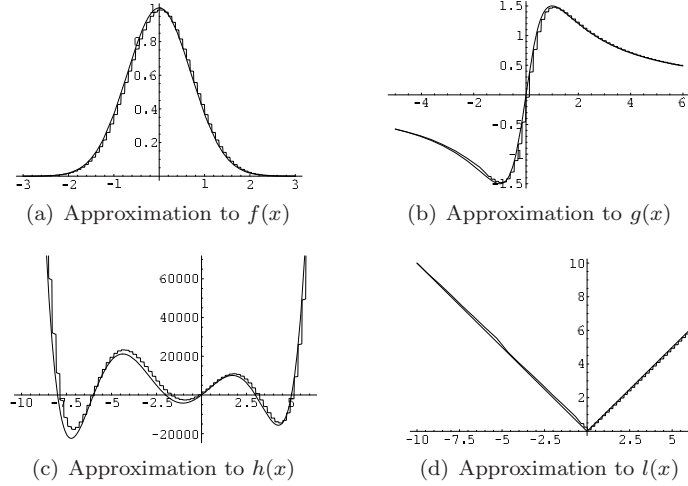 1
0.8
0.6
0.4
0.2
-3 -2 -1 1 2 3
(a) Approximation to f(x)
1.5
1
0.5
-4 -2 2 4 6
-0.5
-1
-1.5
(b) Approximation to g(x)
60000
40000
20000
-10 -7.5 -5 -2.5 2.5 5
-20000
(c) Approximation to h(x)
10
8
6
4
2
-10 -7.5 -5 -2.5 2.5 5
(d) Approximation to l(x)